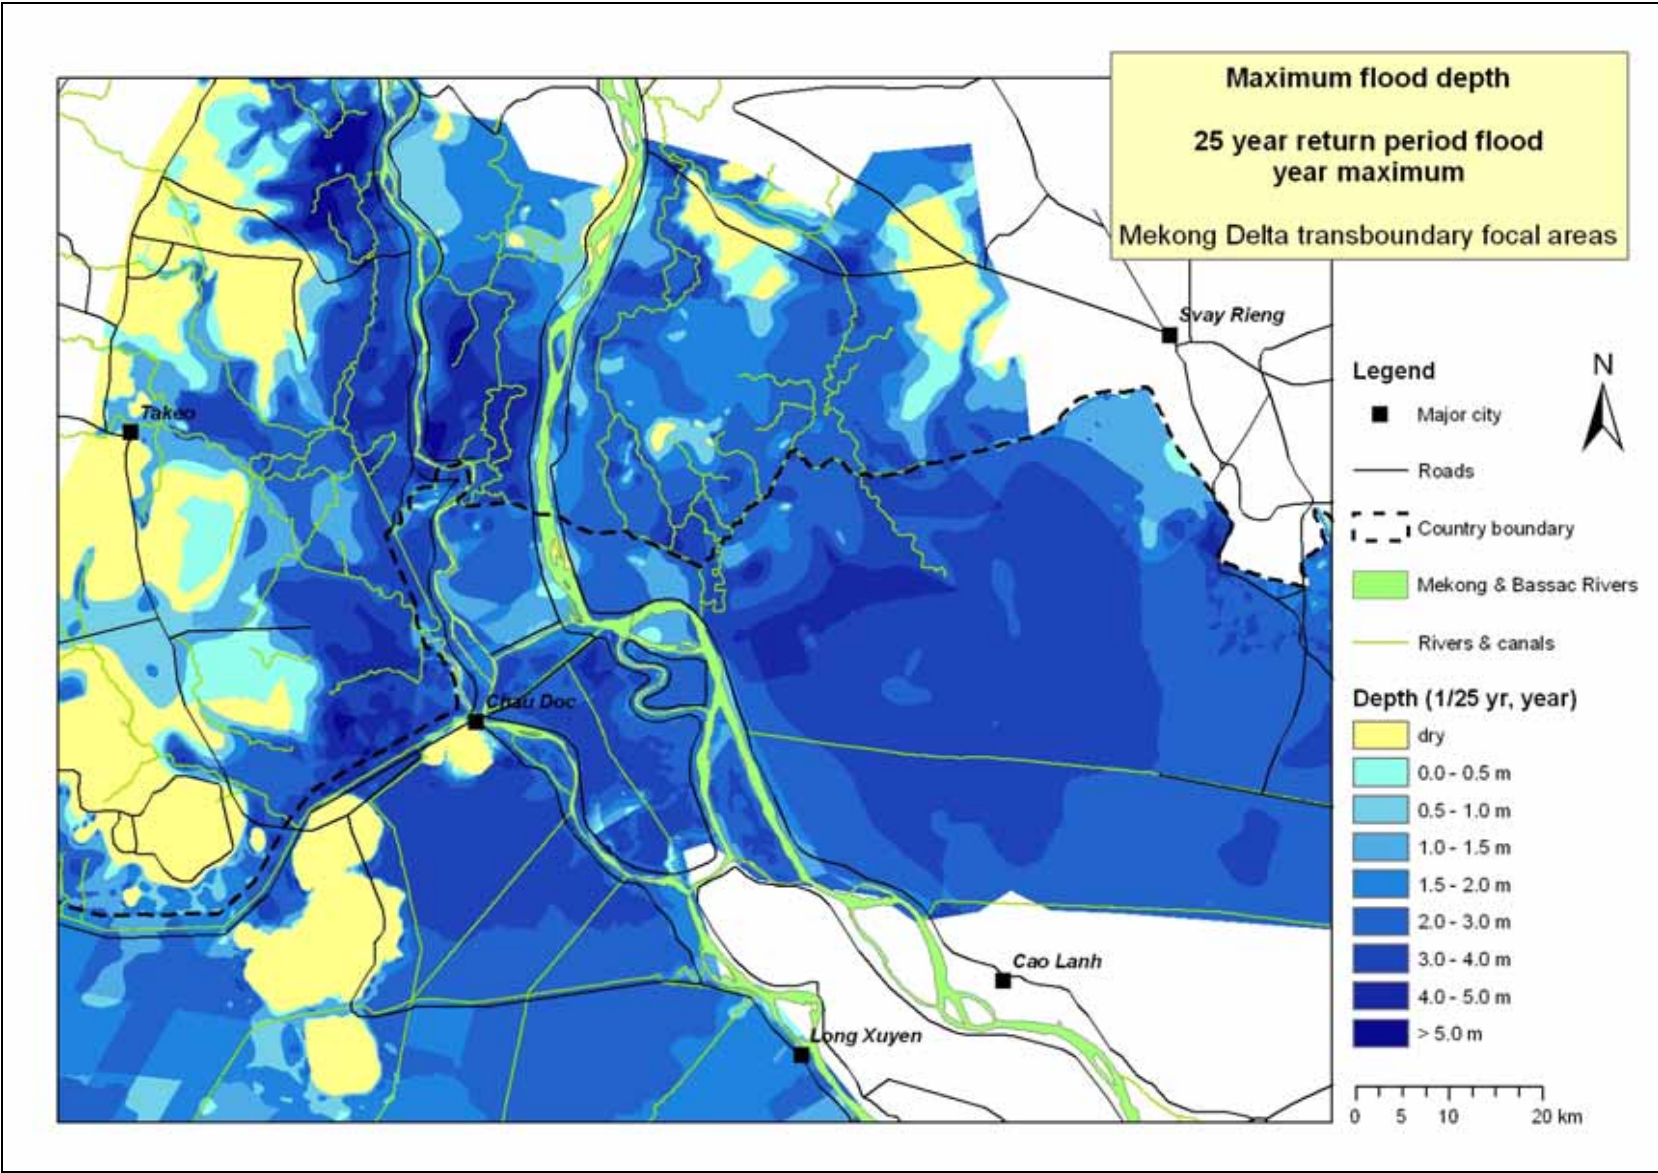 Maximum flood depth
25 year return period flood
year maximum
Mekong Delta transboundary focal areas
Svay Rieng
Takeo
Chau Doc
Cao Lanh
Long Xuyen
Legend
N
Major city
Roads
Country boundary
Mekong & Bassac Rivers
Rivers & canals
Depth (1/25 yr, year)
dry
0.0 - 0.5 m
0.5 - 1.0 m
1.0 - 1.5 m
1.5 - 2.0 m
2.0 - 3.0 m
3.0 - 4.0 m
4.0 - 5.0 m
> 5.0 m
0 5 10 20 km